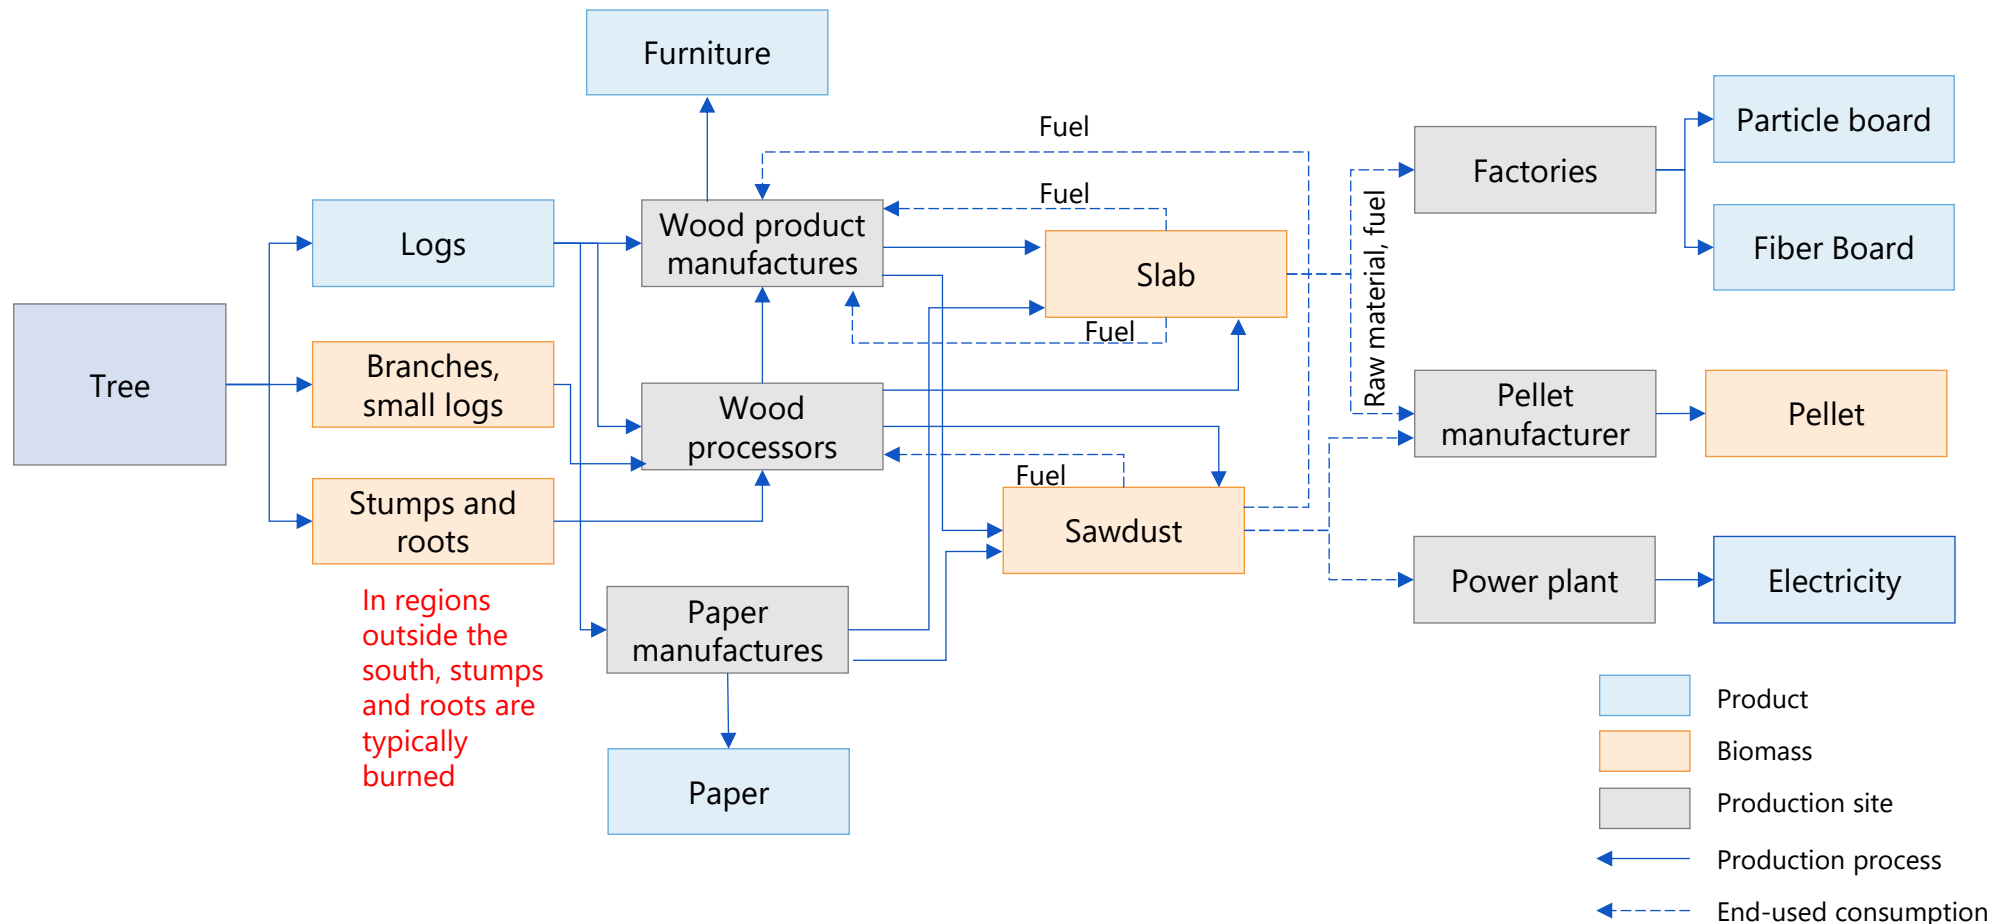 Furniture
Fuel
Particle board
Factories
Fuel
Wood product
manufactures
Logs
Raw material, fuel
Fiber Board
Slab
Fuel
Tree
Branches,
small logs
Wood
processors
Pellet
manufacturer
Pellet
Fuel
Stumps and
roots
Sawdust
In regions
outside the
south, stumps
and roots are
typically
burned
Paper
manufactures
Power plant
Electricity
Paper
Product
Biomass
Production site
Production process
End-used consumption